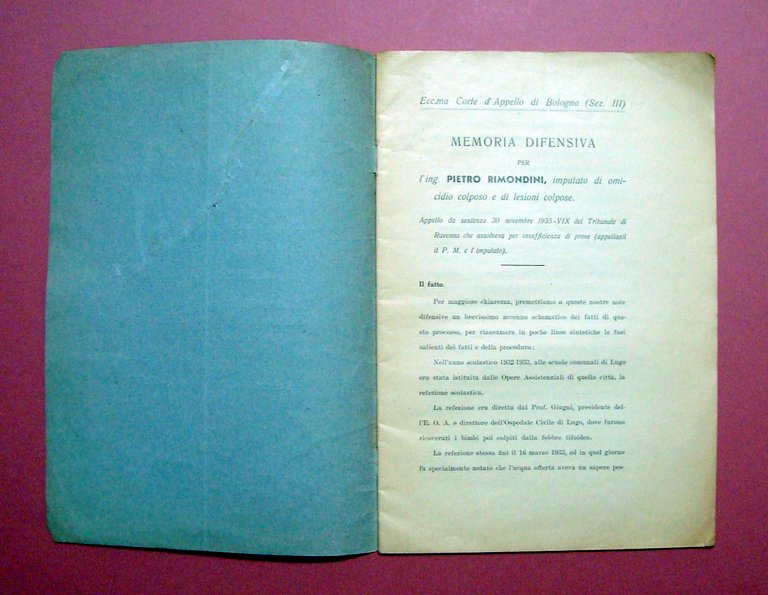 Ecc.ma Corte d'Appello di Bologna (Sez. III)
MEMORIA DIFENSIVA
PER
l'ing. PIETRO RIMONDINI, imputato di omi-
cidio colposo e di lesioni colpose.
Appello da sentenza 30 novembre 1935-VIX del Tribunale di
Ravenna che assolveva per insufficienza di prove (appellanti
il P. M. e l'imputato).
Il fatto.
Per maggiore chiarezza, premettiamo a queste nostre note
difensive un brevissimo accenno schematico dei fatti di que-
sto processo, per riassumere in poche linee sintetiche le fasi
salienti dei fatti e della procedura:
Nell'anno scolastico 1932-1933, alle scuole comunali di Lugo
era stata istituita dalle Opere Assistenziali di quella città, la
refezione scolastica.
La refezione era diretta dal Prof. Giugni, presidente del-
l'E. O. A. e direttore dell'Ospedale Civile di Lugo, dove furono
ricoverati i bimbi poi colpiti dalla febbre tifoidea.
La refezione stessa finì il 16 marzo 1933, ed in quel giorno
fu specialmente notato che l'acqua offerta aveva un sapore pes-